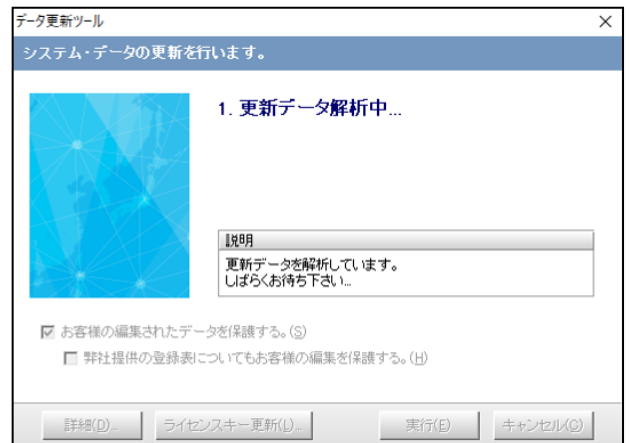 データ更新ツール
システム・データの更新を行います。
1. 更新データ解析中...
説明
更新データを解析しています。
しばらくお待ち下さい...
お客様の編集されたデータを保護する。(S)
弊社提供の登録表についてもお客様の編集を保護する。(H)
詳細(D)... ライセンスキー更新(L)... 実行(E) キャンセル(C)